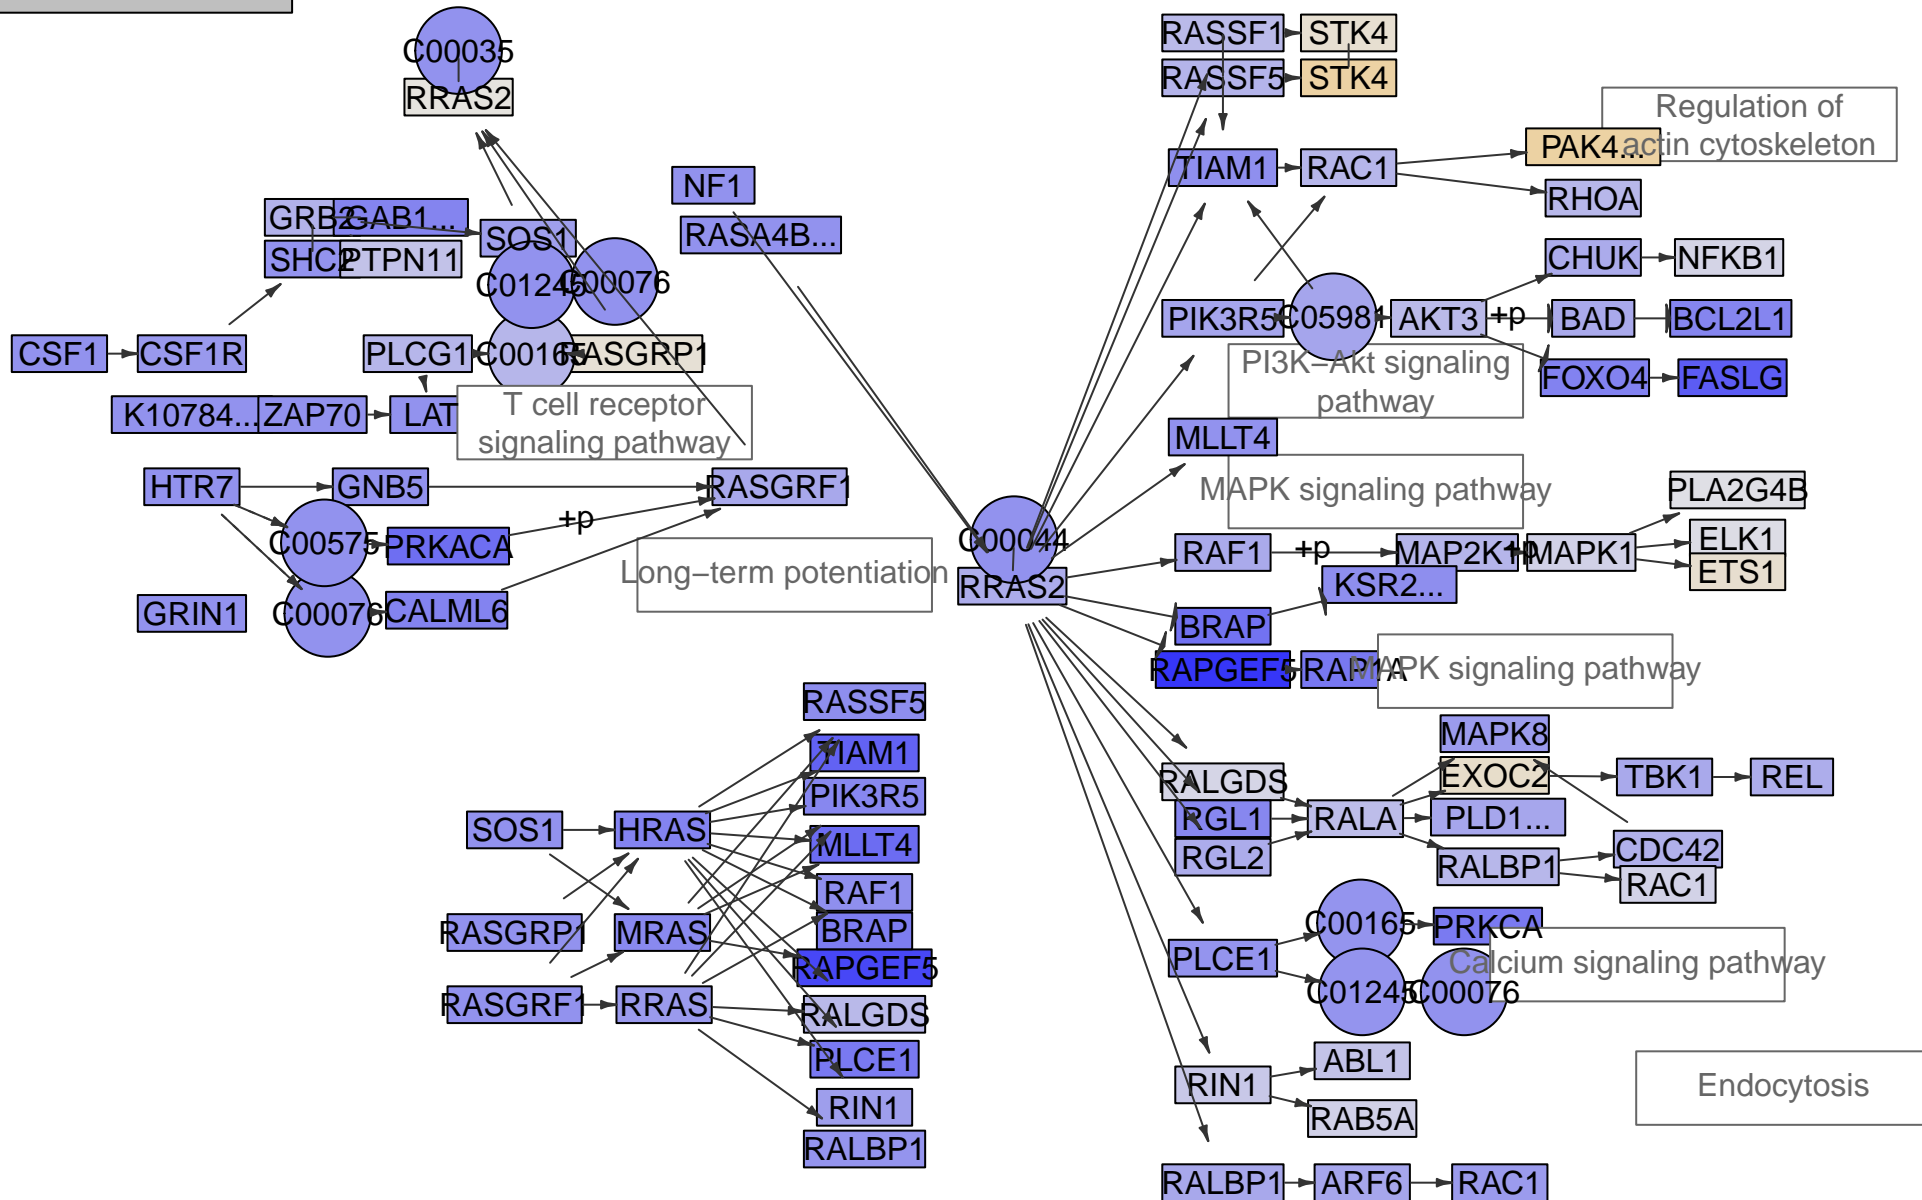 C00035
RRAS2
RASSF1
STK4
RASSF5
STK4
Regulation of
actin cytoskeleton
PAK4...
TIAM1
RAC1
RHOA
NF1
RASA4B...
GRB2
GAB1...
SOS1
SHC2
PTPN11
C01245
C00076
CHUK
NFKB1
PIK3R5
C05981
AKT3
+p
BAD
BCL2L1
CSF1
CSF1R
PLCG1
C00165
RASGRP1
PI3K−Akt signaling
pathway
FOXO4
FASLG
K10784...
ZAP70
LAT
T cell receptor
signaling pathway
MLLT4
HTR7
GNB5
RASGRF1
MAPK signaling pathway
PLA2G4B
+p
C00575
PRKACA
C00044
RRAS2
RAF1
+p
MAP2K1
+p
MAPK1
ELK1
ETS1
Long−term potentiation
KSR2...
GRIN1
C00076
CALML6
BRAP
RAPGEF5
RAP1A
MAPK signaling pathway
RASSF5
TIAM1
PIK3R5
MAPK8
EXOC2
TBK1
REL
RALGDS
RGL1
RALA
PLD1...
RGL2
RALBP1
CDC42
RAC1
SOS1
HRAS
MLLT4
RAF1
BRAP
RASGRP1
MRAS
RAPGEF5
RASGRF1
RRAS
RALGDS
PLCE1
RIN1
RALBP1
C00165
PRKCA
PLCE1
Calcium signaling pathway
C01245
C00076
ABL1
RIN1
RAB5A
Endocytosis
RALBP1
ARF6
RAC1